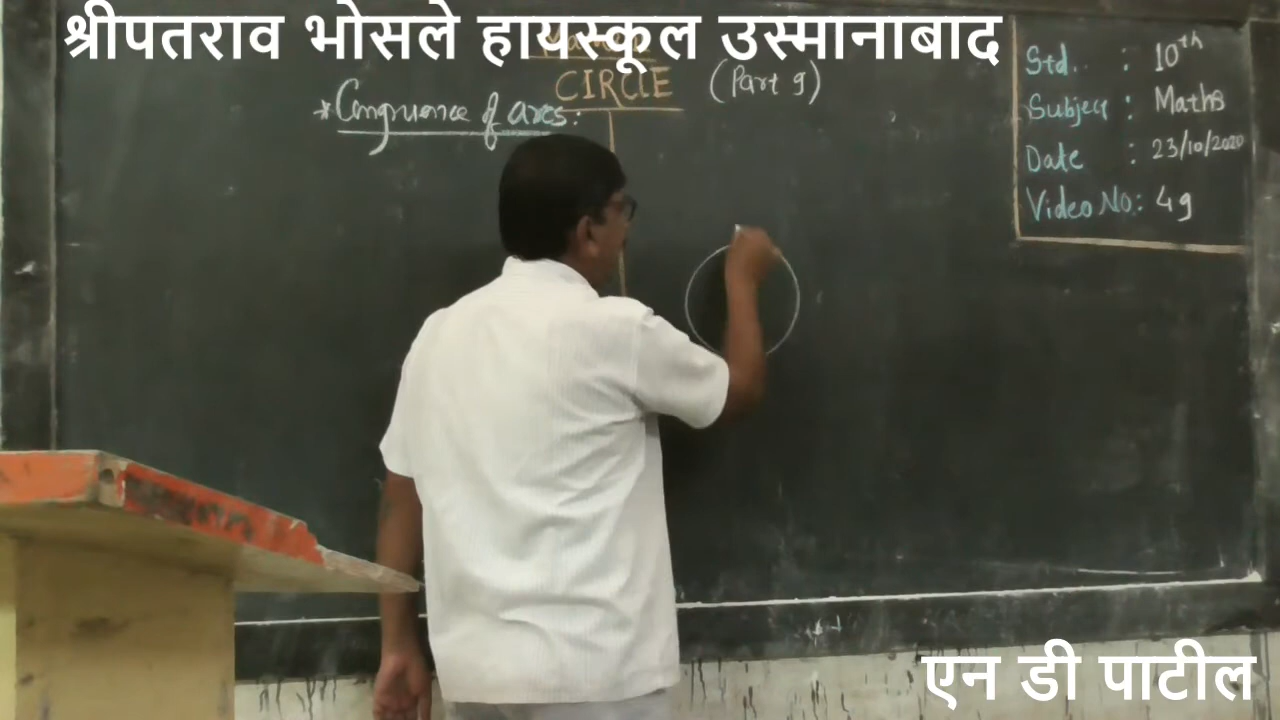 श्रीपतराव भोसले हायस्कूल उस्मानाबाद
CIRCLE (Part 9)
* Congruence of arcs:
Std. : 10th
Subject : Maths
Date : 23/10/2020
Video No: 49
एन डी पाटील